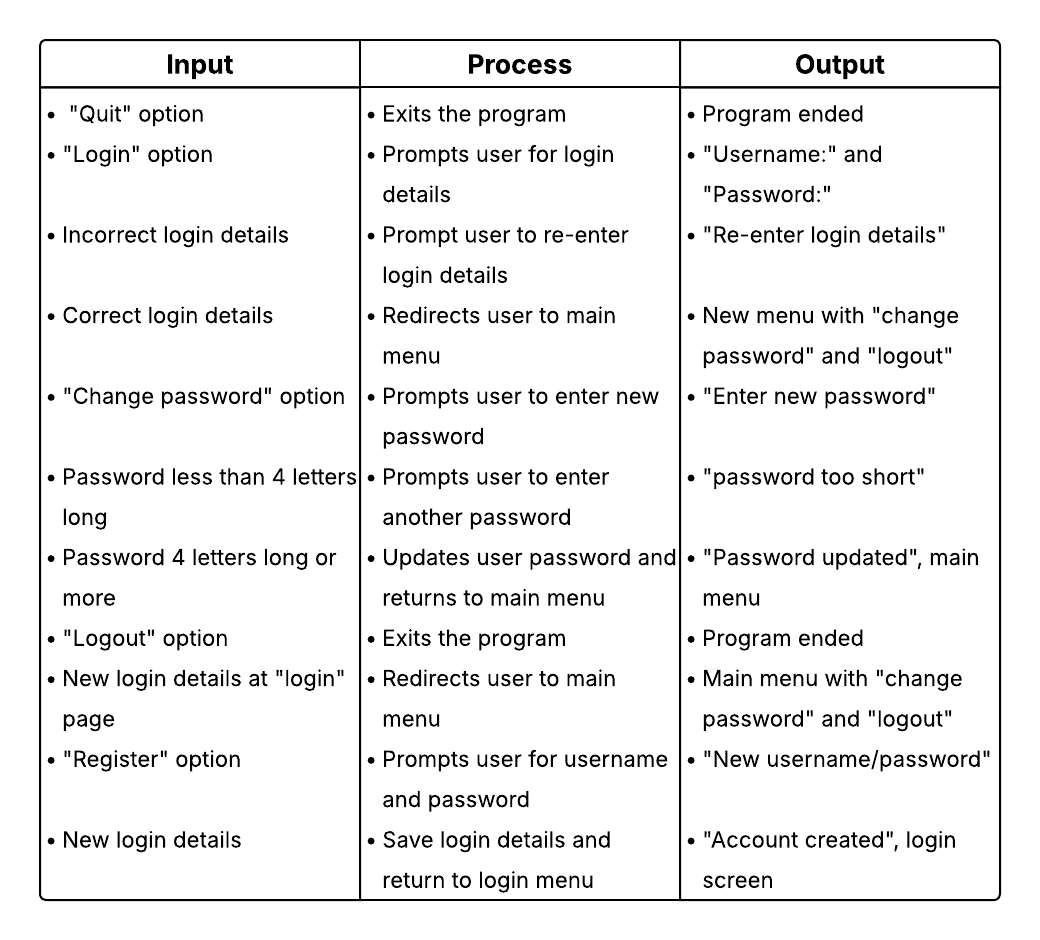 Input
Process
Output
• "Quit" option
• Exits the program
• Program ended
• "Login" option
• Prompts user for login
details
• "Username:" and
"Password:"
• Incorrect login details
• Prompt user to re-enter
login details
• "Re-enter login details"
• Correct login details
• Redirects user to main
menu
• New menu with "change
password" and "logout"
• "Change password" option
• Prompts user to enter new
password
• "Enter new password"
• Password less than 4 letters
long
• Prompts user to enter
another password
• "password too short"
• Password 4 letters long or
more
• Updates user password and
returns to main menu
• "Password updated", main
menu
• "Logout" option
• Exits the program
• Program ended
• New login details at "login"
page
• Redirects user to main
menu
• Main menu with "change
password" and "logout"
• "Register" option
• Prompts user for username
and password
• "New username/password"
• New login details
• Save login details and
return to login menu
• "Account created", login
screen